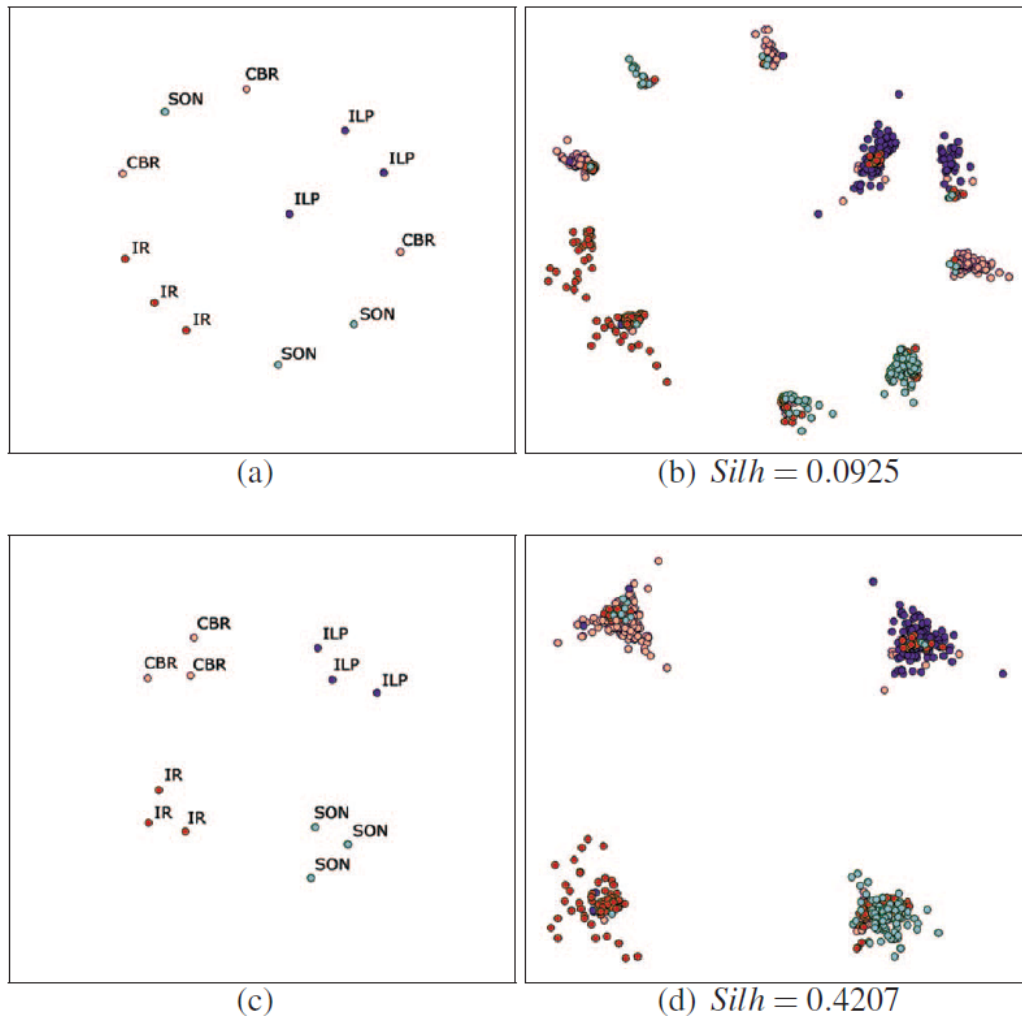 CBR
SON
ILP
ILP
CBR
ILP
CBR
IR
IR
SON
IR
SON
(a)
(b) Silh = 0.0925
CBR
ILP
CBR CBR
ILP
ILP
IR
SON
IR IR
SON
SON
(c)
(d) Silh = 0.4207